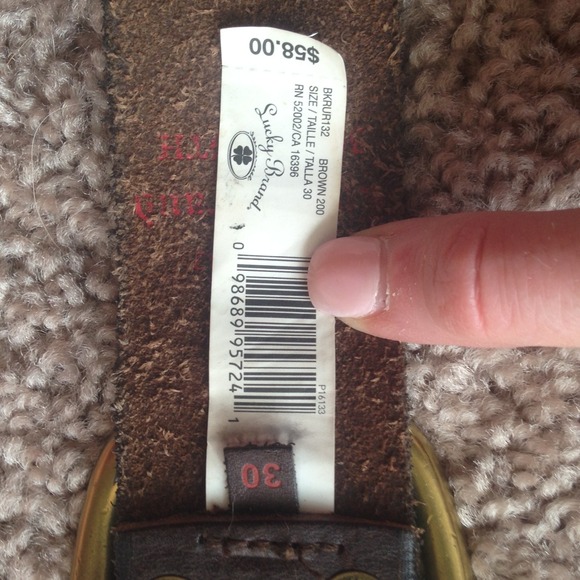 $58.00
BKRUR132 BROWN 200
SIZE / TAILLE / TALLA 30
RN 52002/CA 16396
Lucky Brand
0 98689 95724 1
P16133
30